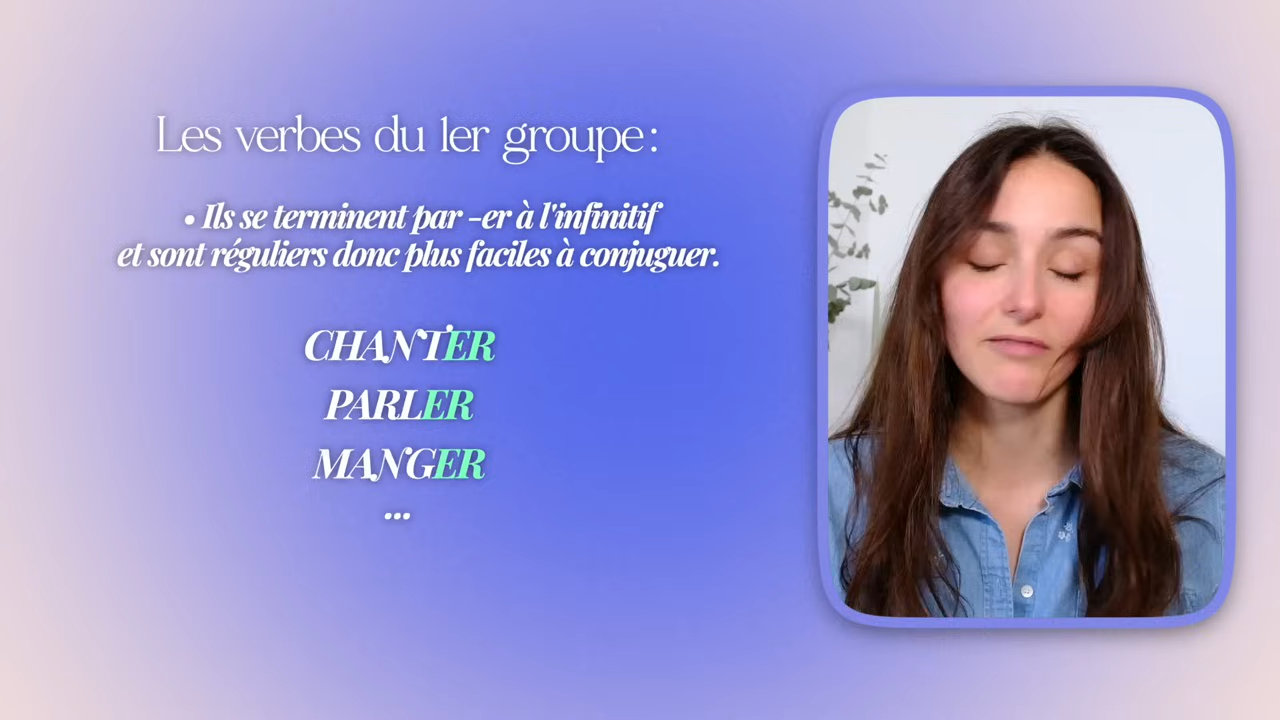 Les verbes du 1er groupe :
• Ils se terminent par -er à l'infinitif
et sont réguliers donc plus faciles à conjuguer.
CHANTER
PARLER
MANGER
...